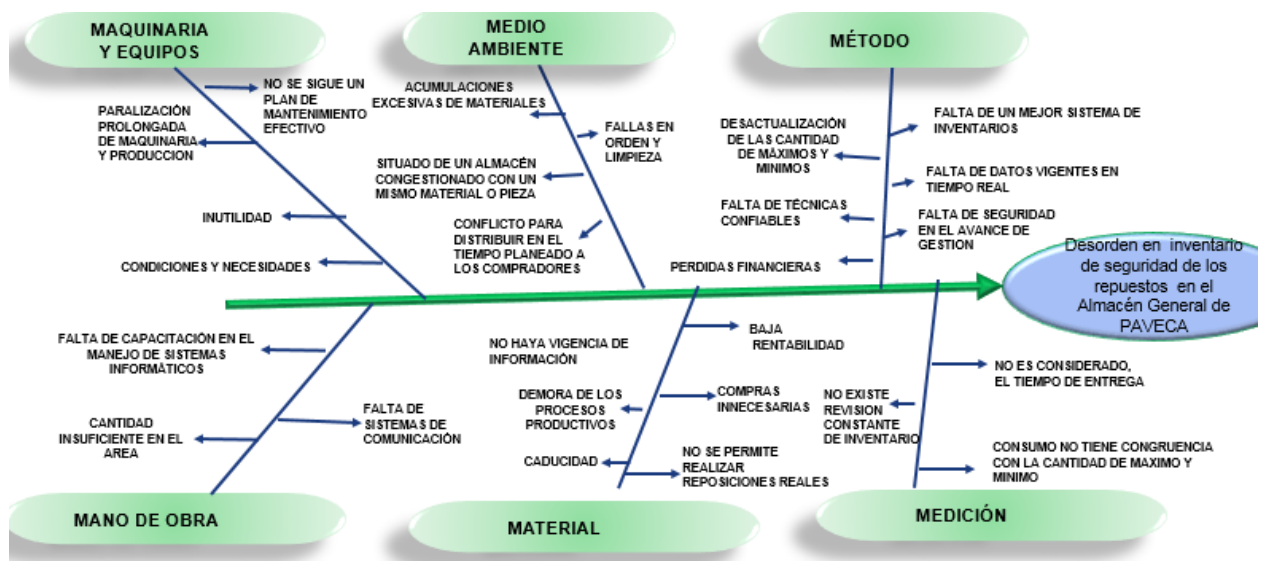 MAQUINARIA
Y EQUIPOS
MEDIO
AMBIENTE
MÉTODO
NO SE SIGUE UN
PLAN DE
MANTENIMIENTO
EFECTIVO
PARALIZACIÓN
PROLONGADA
DE MAQUINARIA
Y PRODUCCION
INUTILIDAD
CONDICIONES Y NECESIDADES
ACUMULACIONES
EXCESIVAS DE MATERIALES
FALLAS EN
ORDEN Y
LIMPIEZA
SITUADO DE UN ALMACÉN
CONGESTIONADO CON UN
MISMO MATERIAL O PIEZA
CONFLICTO PARA
DISTRIBUIR EN EL
TIEMPO PLANEADO A
LOS COMPRADORES
FALTA DE UN MEJOR SISTEMA DE
INVENTARIOS
DESACTUALIZACIÓN
DE LAS CANTIDAD
DE MÁXIMOS Y
MINIMOS
FALTA DE DATOS VIGENTES EN
TIEMPO REAL
FALTA DE TÉCNICAS
CONFIABLES
FALTA DE SEGURIDAD
EN EL AVANCE DE
GESTION
PERDIDAS FINANCIERAS
Desorden en inventario
de seguridad de los
repuestos en el
Almacén General de
PAVECA
FALTA DE CAPACITACIÓN EN EL
MANEJO DE SISTEMAS
INFORMÁTICOS
CANTIDAD
INSUFICIENTE EN EL
AREA
FALTA DE
SISTEMAS DE
COMUNICACIÓN
NO HAYA VIGENCIA DE
INFORMACIÓN
BAJA
RENTABILIDAD
DEMORA DE LOS
PROCESOS
PRODUCTIVOS
COMPRAS
INNECESARIAS
CADUCIDAD
NO SE PERMITE
REALIZAR
REPOSICIONES REALES
NO EXISTE
REVISION
CONSTANTE
DE INVENTARIO
NO ES CONSIDERADO,
EL TIEMPO DE ENTREGA
CONSUMO NO TIENE CONGRUENCIA
CON LA CANTIDAD DE MAXIMO Y
MINIMO
MANO DE OBRA
MATERIAL
MEDICIÓN